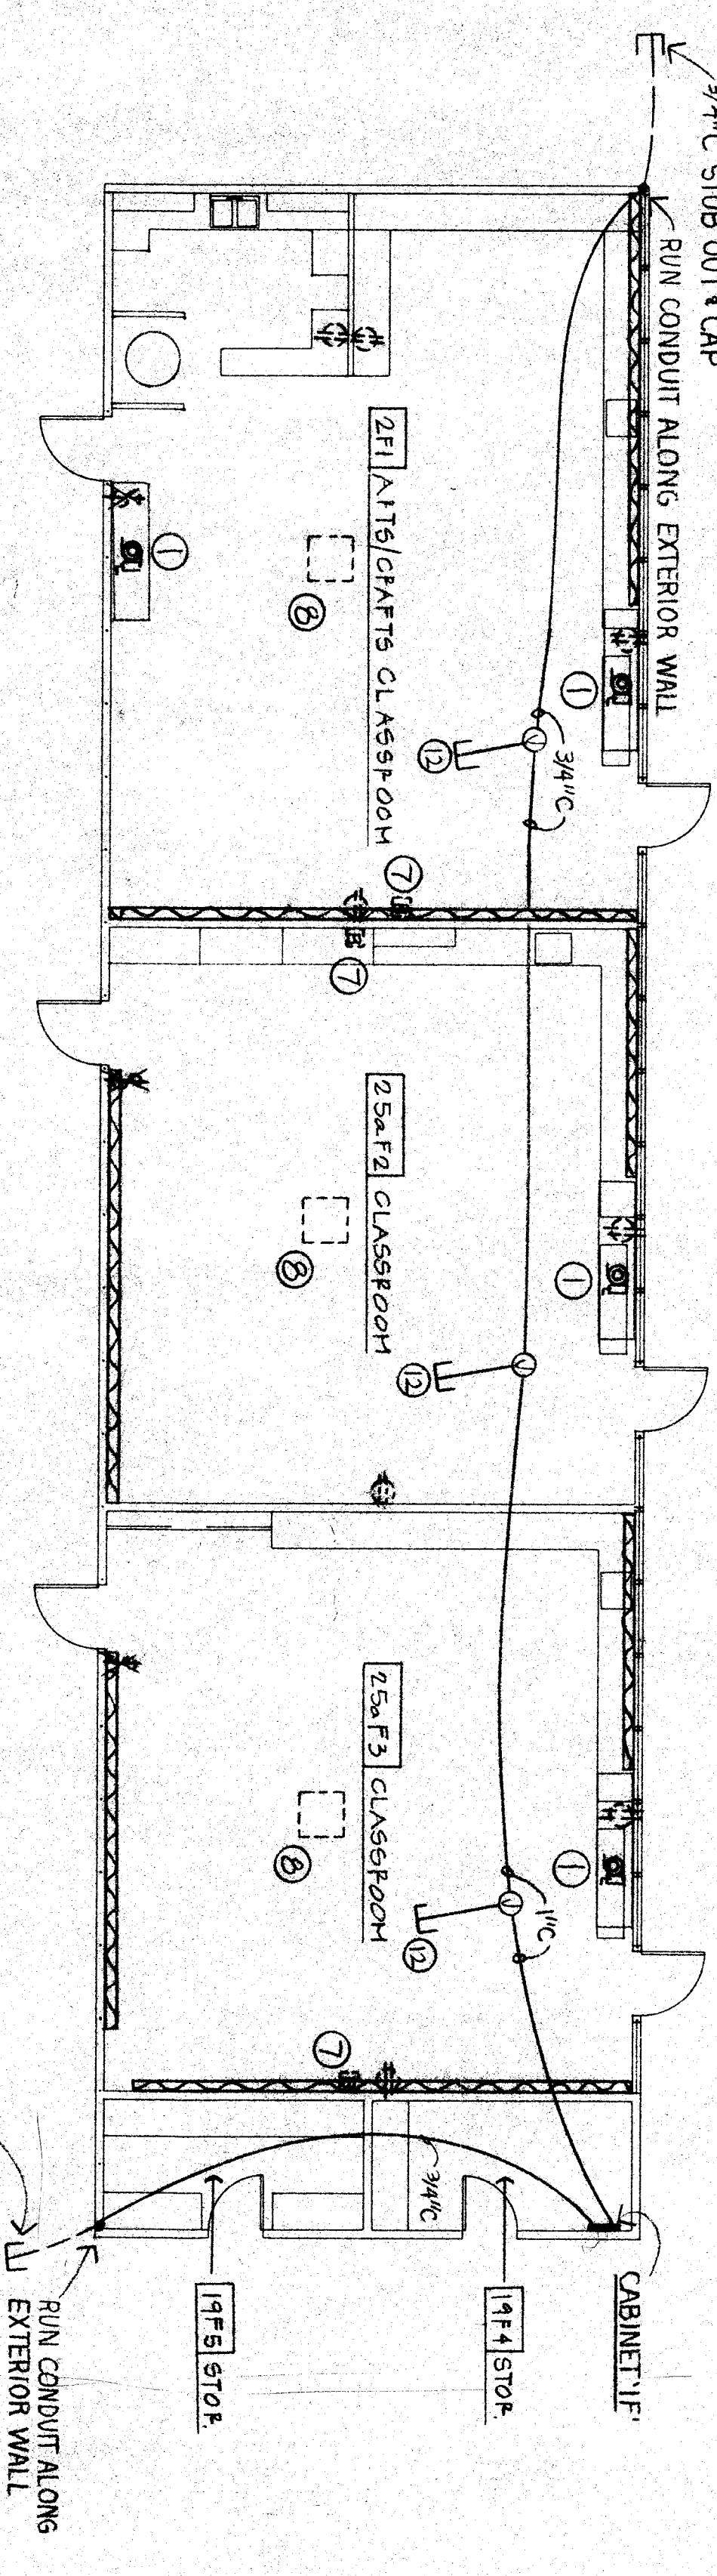 3/4"C STUB OUT & CAP
RUN CONDUIT ALONG EXTERIOR WALL
2F1 ARTS/CRAFTS CLASSROOM
1
8
1
12
3/4"C
7
7
25aF2 CLASSROOM
8
1
J
12
25aF3 CLASSROOM
8
1
1"C
J
12
7
3/4"C
CABINET '1F'
19F4 STOR.
19F5 STOR.
RUN CONDUIT ALONG
EXTERIOR WALL
J